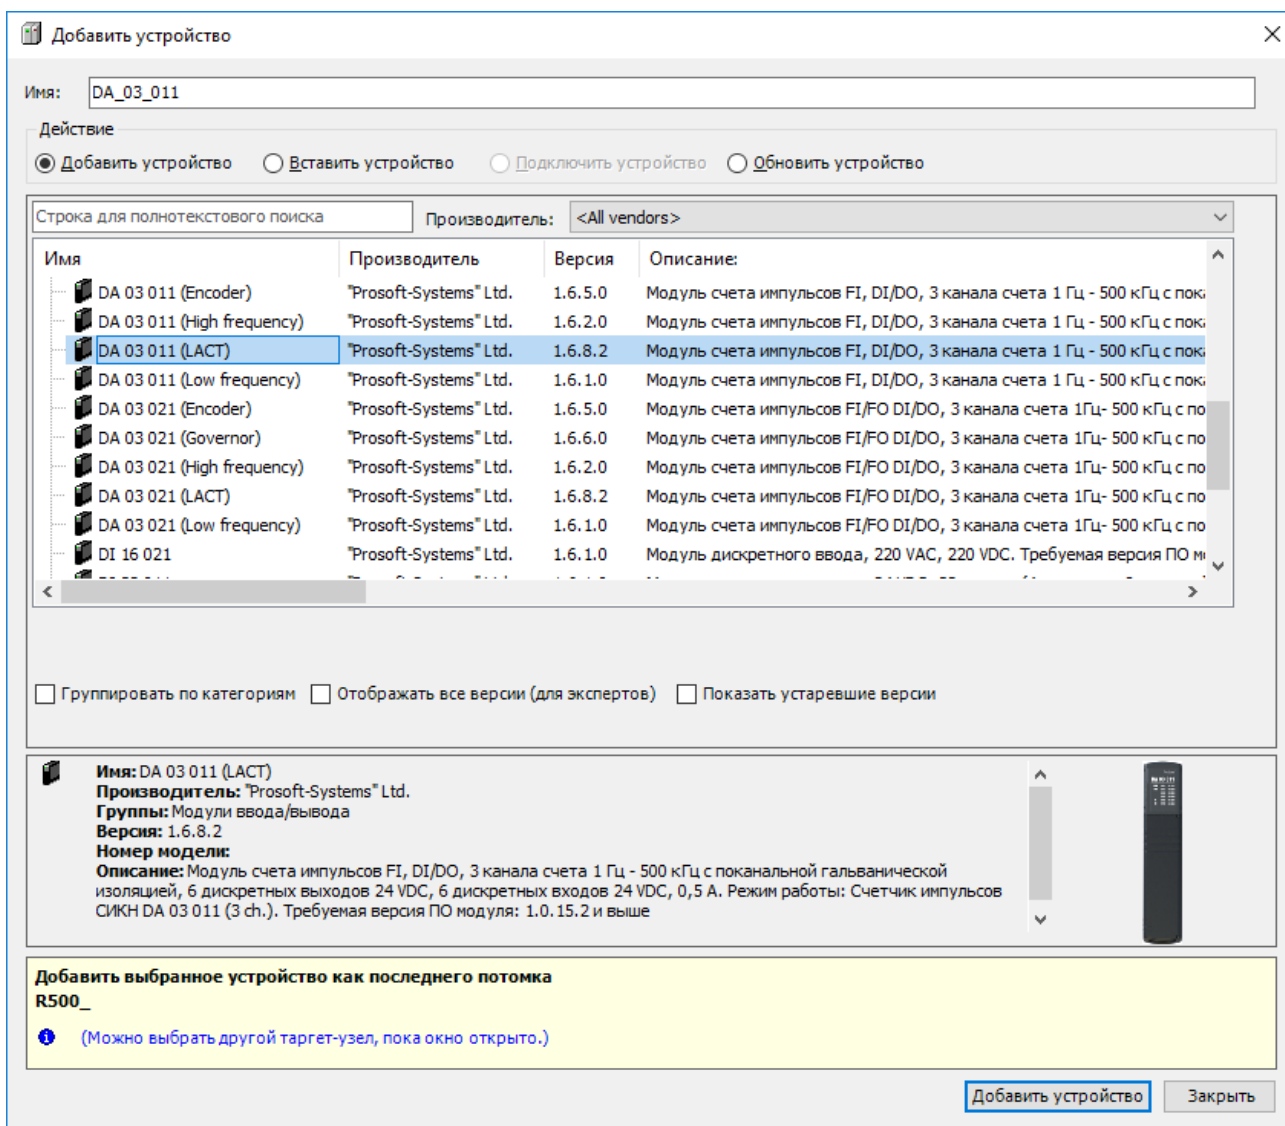 Добавить устройство
Имя: DA_03_011
Действие
Добавить устройство Вставить устройство Подключить устройство Обновить устройство
Строка для полнотекстового поиска Производитель: <All vendors>
Имя Производитель Версия Описание:
DA 03 011 (Encoder) "Prosoft-Systems" Ltd. 1.6.5.0 Модуль счета импульсов FI, DI/DO, 3 канала счета 1 Гц - 500 кГц с
DA 03 011 (High frequency) "Prosoft-Systems" Ltd. 1.6.2.0 Модуль счета импульсов FI, DI/DO, 3 канала счета 1 Гц - 500 кГц с
DA 03 011 (LACT) "Prosoft-Systems" Ltd. 1.6.8.2 Модуль счета импульсов FI, DI/DO, 3 канала счета 1 Гц - 500 кГц с
DA 03 011 (Low frequency) "Prosoft-Systems" Ltd. 1.6.1.0 Модуль счета импульсов FI, DI/DO, 3 канала счета 1 Гц - 500 кГц с
DA 03 021 (Encoder) "Prosoft-Systems" Ltd. 1.6.5.0 Модуль счета импульсов FI/FO DI/DO, 3 канала счета 1Гц- 500 кГц с по
DA 03 021 (Governor) "Prosoft-Systems" Ltd. 1.6.6.0 Модуль счета импульсов FI/FO DI/DO, 3 канала счета 1Гц- 500 кГц с по
DA 03 021 (High frequency) "Prosoft-Systems" Ltd. 1.6.2.0 Модуль счета импульсов FI/FO DI/DO, 3 канала счета 1Гц- 500 кГц с по
DA 03 021 (LACT) "Prosoft-Systems" Ltd. 1.6.8.2 Модуль счета импульсов FI/FO DI/DO, 3 канала счета 1Гц- 500 кГц с по
DA 03 021 (Low frequency) "Prosoft-Systems" Ltd. 1.6.1.0 Модуль счета импульсов FI/FO DI/DO, 3 канала счета 1Гц- 500 кГц с по
DI 16 021 "Prosoft-Systems" Ltd. 1.6.1.0 Модуль дискретного ввода, 220 VAC, 220 VDC. Требуемая версия ПО
Группировать по категориям Отображать все версии (для экспертов) Показать устаревшие версии
Имя: DA 03 011 (LACT)
Производитель: "Prosoft-Systems" Ltd.
Группы: Модули ввода/вывода
Версия: 1.6.8.2
Номер модели:
Описание: Модуль счета импульсов FI, DI/DO, 3 канала счета 1 Гц - 500 кГц с поканальной гальванической
изоляцией, 6 дискретных выходов 24 VDC, 6 дискретных входов 24 VDC, 0,5 А. Режим работы: Счетчик импульсов
СИКН DA 03 011 (3 ch.). Требуемая версия ПО модуля: 1.0.15.2 и выше
Добавить выбранное устройство как последнего потомка
R500_
(Можно выбрать другой таргет-узел, пока окно открыто.)
Добавить устройство Закрыть